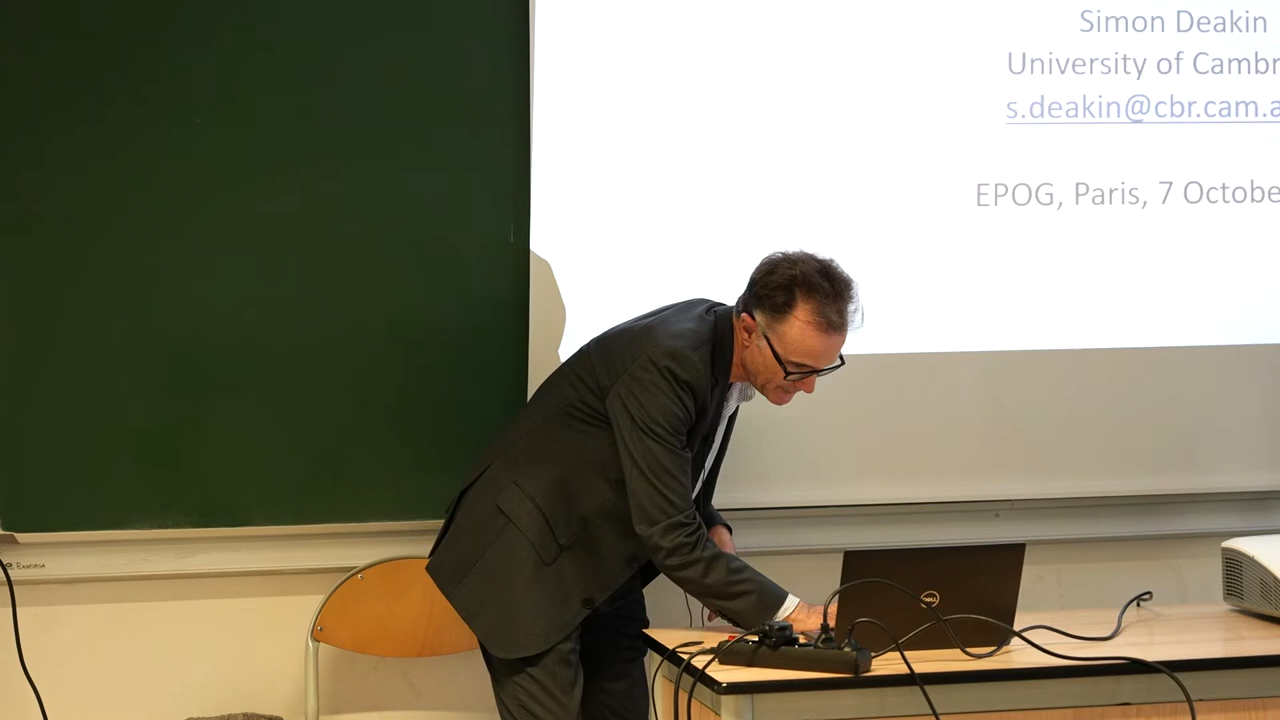 Simon Deakin
University of Cambr
s.deakin@cbr.cam.a
EPOG, Paris, 7 Octobe
DELL